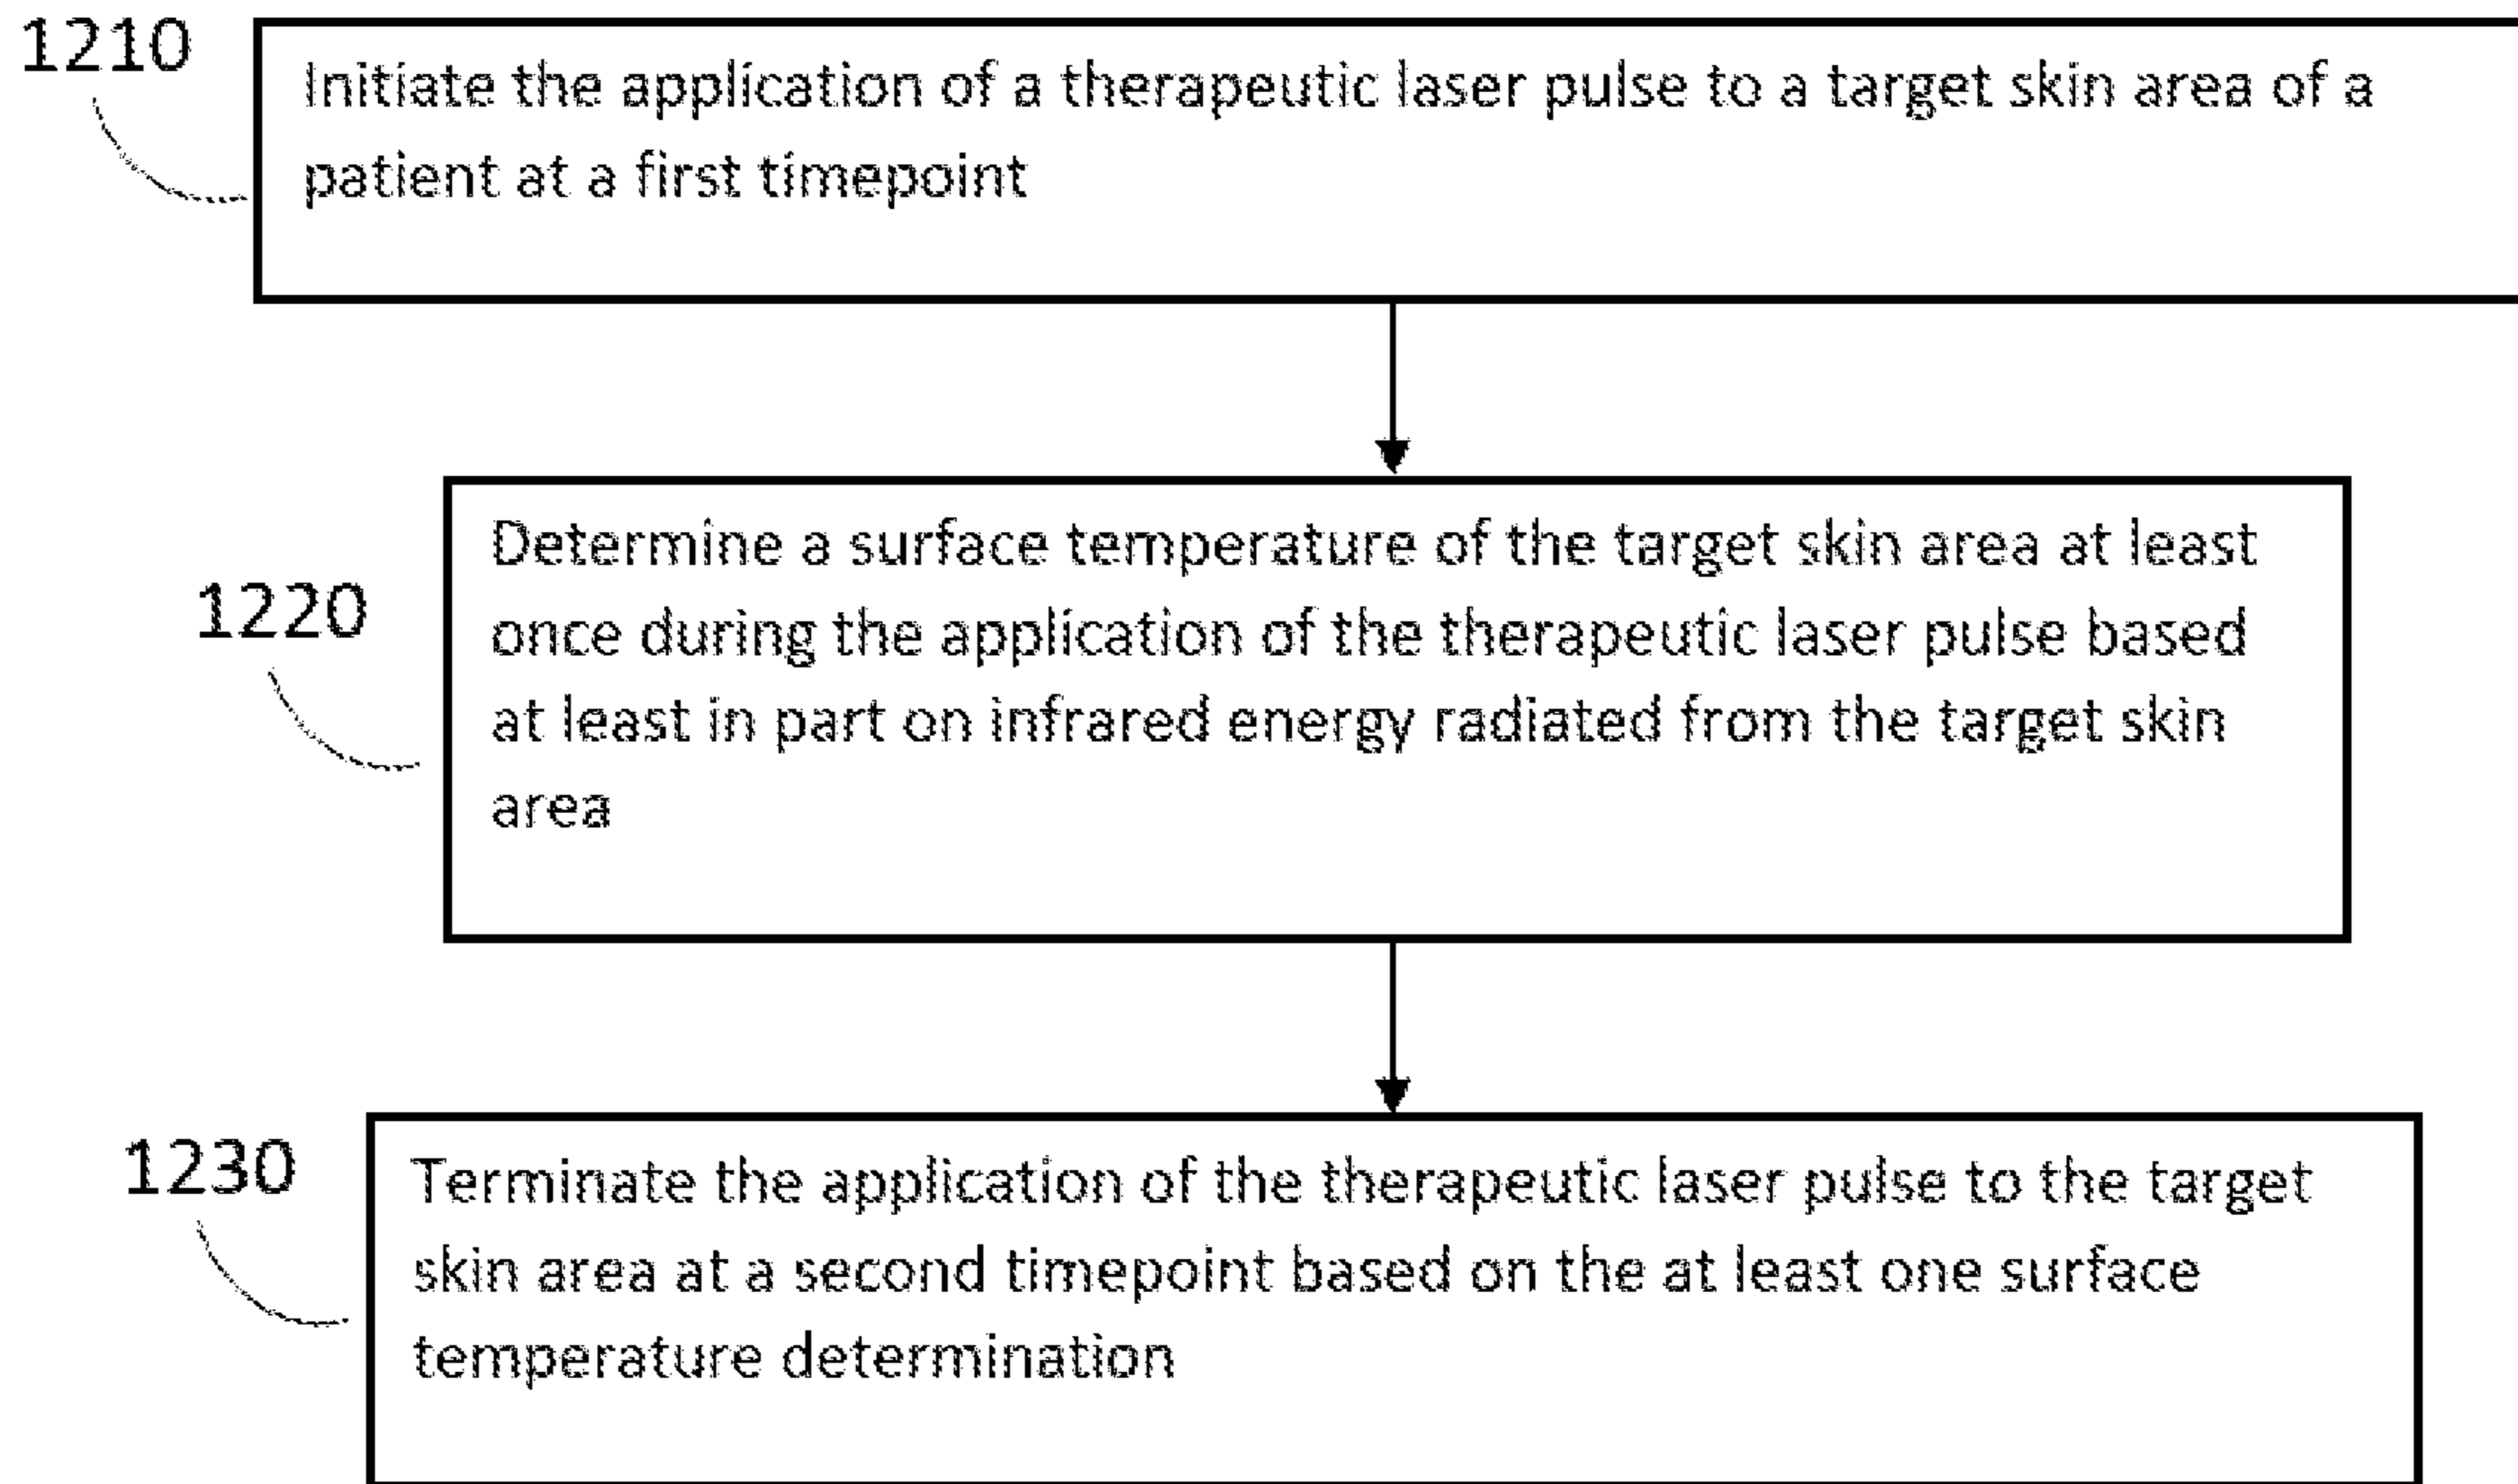 1210
Initiate the application of a therapeutic laser pulse to a target skin area of a
patient at a first timepoint
1220
Determine a surface temperature of the target skin area at least
once during the application of the therapeutic laser pulse based
at least in part on infrared energy radiated from the target skin
area
1230
Terminate the application of the therapeutic laser pulse to the target
skin area at a second timepoint based on the at least one surface
temperature determination